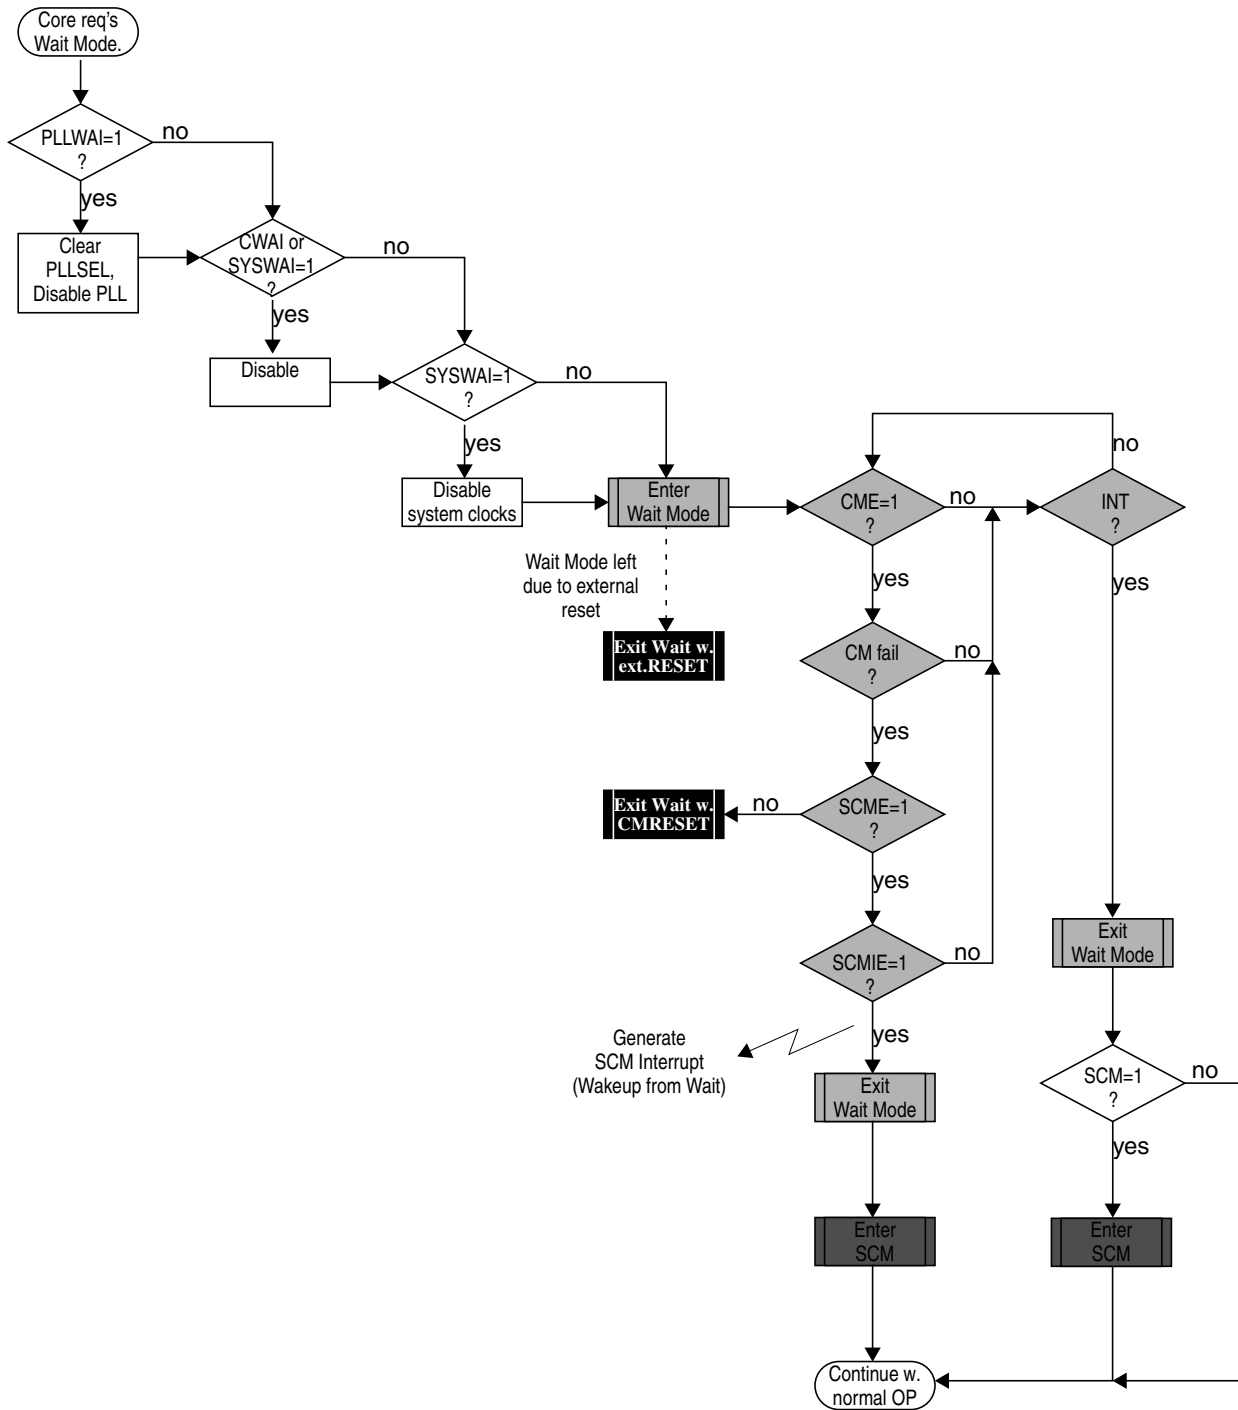 Core req's
Wait Mode.
PLLWAI=1
?
no
yes
Clear
PLLSEL,
Disable PLL
CWAI or
SYSWAI=1
?
no
yes
Disable
SYSWAI=1
?
no
yes
Disable
system clocks
Enter
Wait Mode
Wait Mode left
due to external
reset
Exit Wait w.
ext.RESET
CME=1
?
no
yes
INT
?
no
yes
CM fail
?
no
yes
SCME=1
?
no
yes
Exit Wait w.
CMRESET
SCMIE=1
?
no
yes
Generate
SCM Interrupt
(Wakeup from Wait)
Exit
Wait Mode
Enter
SCM
Exit
Wait Mode
SCM=1
?
no
yes
Enter
SCM
Continue w.
normal OP